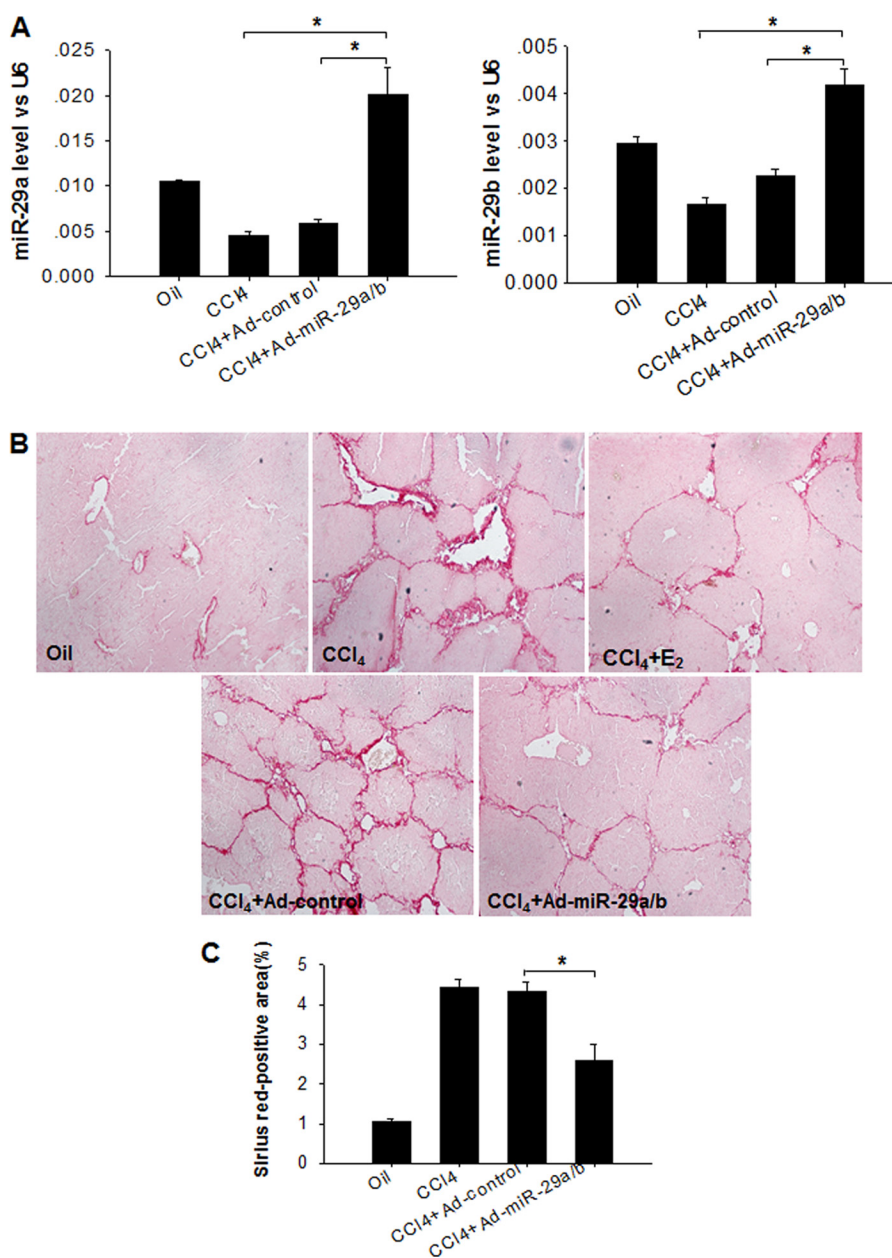 A
miR-29a level vs U6
.025
.020
.015
.010
.005
0.000
Oil
CCl4
CCl4+Ad-control
CCl4+Ad-miR-29a/b
*
*
miR-29b level vs U6
.005
.004
.003
.002
.001
0.000
Oil
CCl4
CCl4+Ad-control
CCl4+Ad-miR-29a/b
*
*
B
Oil
CCl₄
CCl₄+E₂
CCl₄+Ad-control
CCl₄+Ad-miR-29a/b
C
SIrIus red-positive area(%)
5
4
3
2
1
0
Oil
CCl4
CCl4+Ad-control
CCl4+Ad-miR-29a/b
*